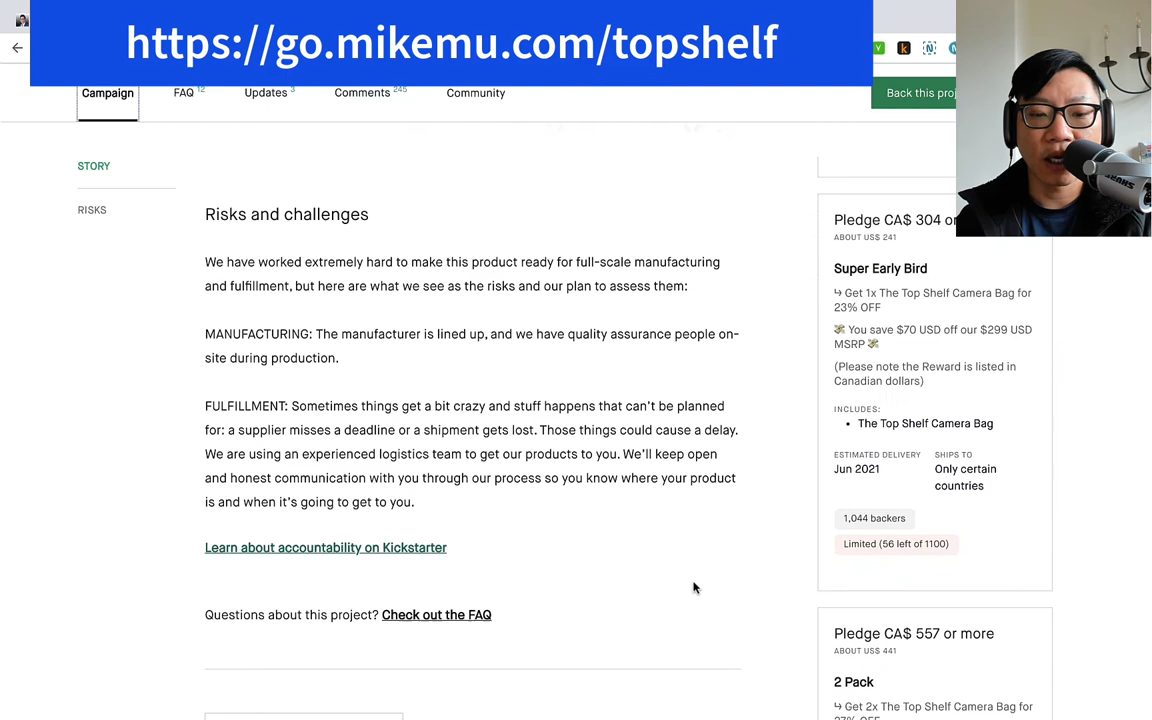 https://go.mikemu.com/topshelf
Campaign
FAQ 12
Updates 3
Comments 245
Community
Back this
STORY
RISKS
Risks and challenges
We have worked extremely hard to make this product ready for full-scale manufacturing
and fulfillment, but here are what we see as the risks and our plan to assess them:
MANUFACTURING: The manufacturer is lined up, and we have quality assurance people on-
site during production.
FULFILLMENT: Sometimes things get a bit crazy and stuff happens that can't be planned
for: a supplier misses a deadline or a shipment gets lost. Those things could cause a delay.
We are using an experienced logistics team to get our products to you. We'll keep open
and honest communication with you through our process so you know where your product
is and when it's going to get to you.
Learn about accountability on Kickstarter
Questions about this project? Check out the FAQ
Pledge CA$ 304
ABOUT US$ 241
Super Early Bird
↳ Get 1x The Top Shelf Camera Bag for
23% OFF
💸 You save $70 USD off our $299 USD
MSRP 💸
(Please note the Reward is listed in
Canadian dollars)
INCLUDES:
• The Top Shelf Camera Bag
ESTIMATED DELIVERY
Jun 2021
SHIPS TO
Only certain
countries
1,044 backers
Limited (56 left of 1100)
Pledge CA$ 557 or more
ABOUT US$ 441
2 Pack
↳ Get 2x The Top Shelf Camera Bag for